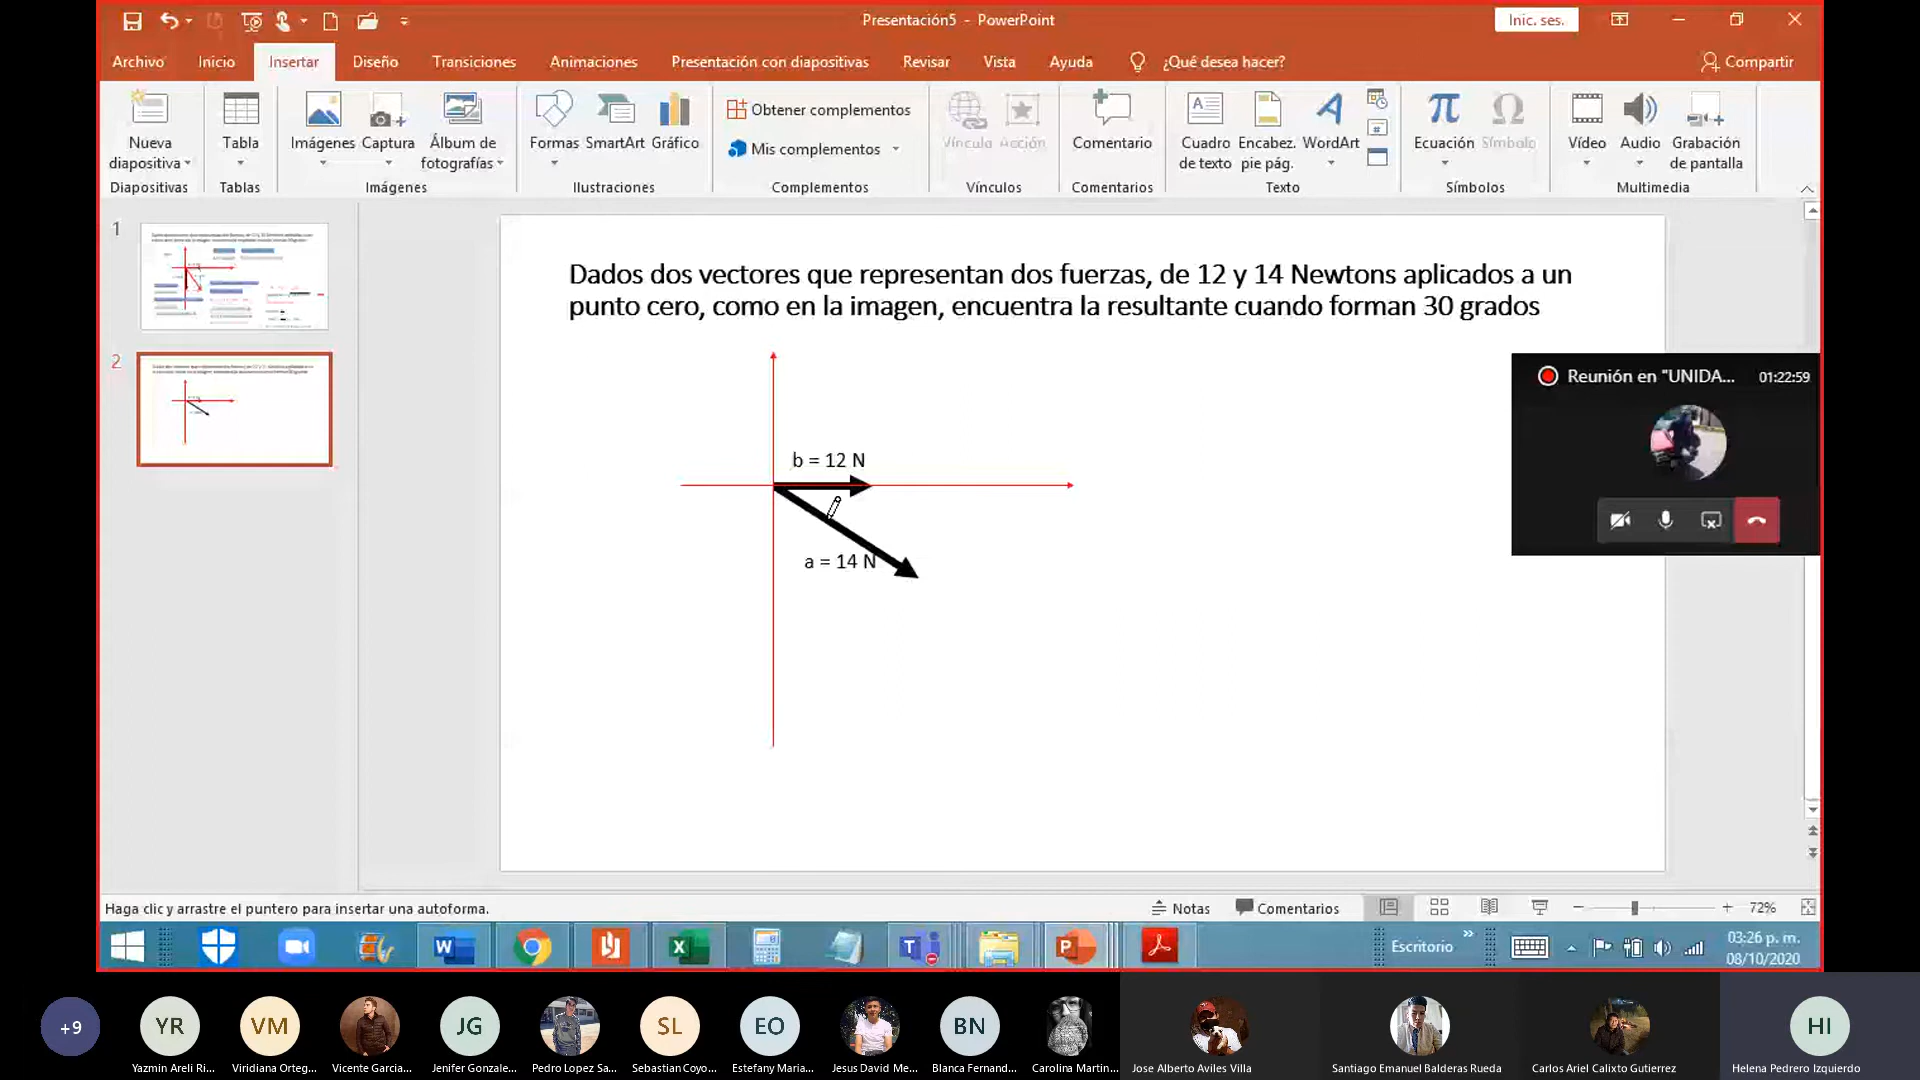 Presentación5 - PowerPoint
Inic. ses.
Archivo Inicio Insertar Diseño Transiciones Animaciones Presentación con diapositivas Revisar Vista Ayuda ¿Qué desea hacer? Compartir
Nueva diapositiva
Tabla
Imágenes
Captura
Álbum de fotografías
Formas
SmartArt
Gráfico
Obtener complementos
Mis complementos
Vínculo
Acción
Comentario
Cuadro de texto
Encabez. pie pág.
WordArt
Ecuación
Símbolo
Vídeo
Audio
Grabación de pantalla
Diapositivas Tablas Imágenes Ilustraciones Complementos Vínculos Comentarios Texto Símbolos Multimedia
1
2
Dados dos vectores que representan dos fuerzas, de 12 y 14 Newtons aplicados a un
punto cero, como en la imagen, encuentra la resultante cuando forman 30 grados
b = 12 N
a = 14 N
Reunión en "UNIDA... 01:22:59
Haga clic y arrastre el puntero para insertar una autoforma.
Notas Comentarios 72%
Escritorio
03:26 p. m.
08/10/2020
+9 YR VM JG SL EO BN HI
Yazmin Areli Ri... Viridiana Orteg... Vicente Garcia... Jenifer Gonzale... Pedro Lopez Sa... Sebastian Coyo... Estefany Maria... Jesus David Me... Blanca Fernand... Carolina Martin... Jose Alberto Aviles Villa Santiago Emanuel Balderas Rueda Carlos Ariel Calixto Gutierrez Helena Pedrero Izquierdo